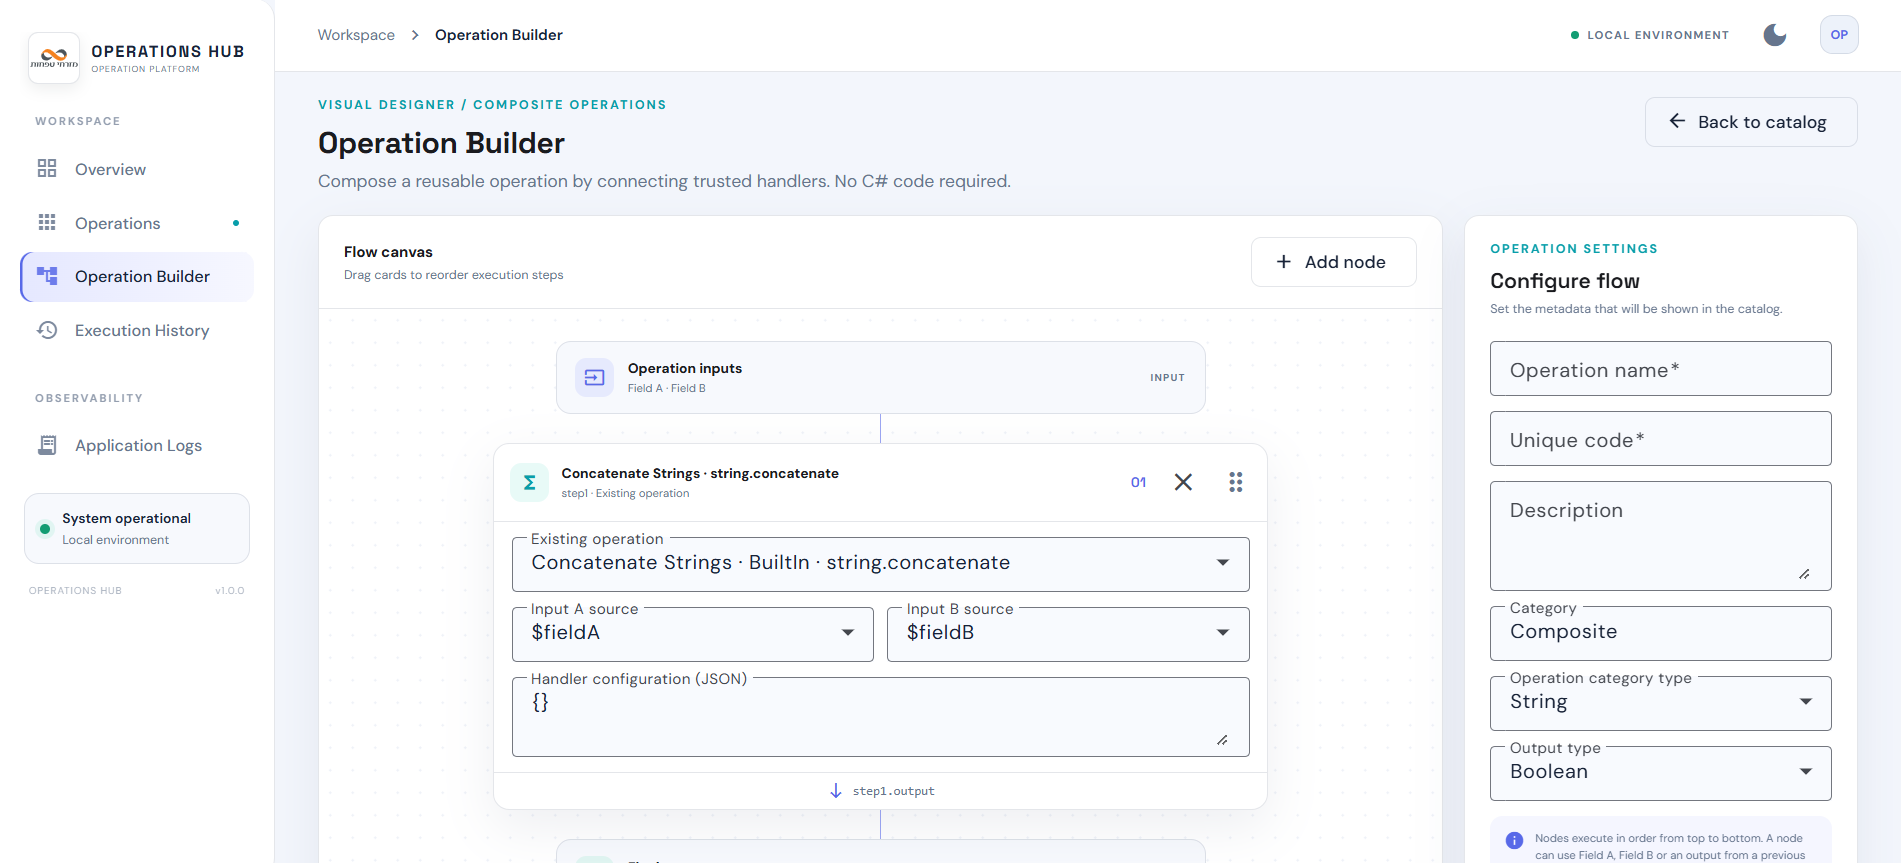 מזרחי טפחות
OPERATIONS HUB
OPERATION PLATFORM
WORKSPACE
Overview
Operations
Operation Builder
Execution History
OBSERVABILITY
Application Logs
System operational
Local environment
OPERATIONS HUB
v1.0.0
Workspace > Operation Builder
LOCAL ENVIRONMENT
OP
VISUAL DESIGNER / COMPOSITE OPERATIONS
Operation Builder
Compose a reusable operation by connecting trusted handlers. No C# code required.
Back to catalog
Flow canvas
Drag cards to reorder execution steps
Add node
Operation inputs
Field A · Field B
INPUT
Concatenate Strings · string.concatenate
step1 · Existing operation
01
Existing operation
Concatenate Strings · BuiltIn · string.concatenate
Input A source
$fieldA
Input B source
$fieldB
Handler configuration (JSON)
{}
step1.output
OPERATION SETTINGS
Configure flow
Set the metadata that will be shown in the catalog.
Operation name*
Unique code*
Description
Category
Composite
Operation category type
String
Output type
Boolean
Nodes execute in order from top to bottom. A node
can use Field A, Field B or an output from a previous